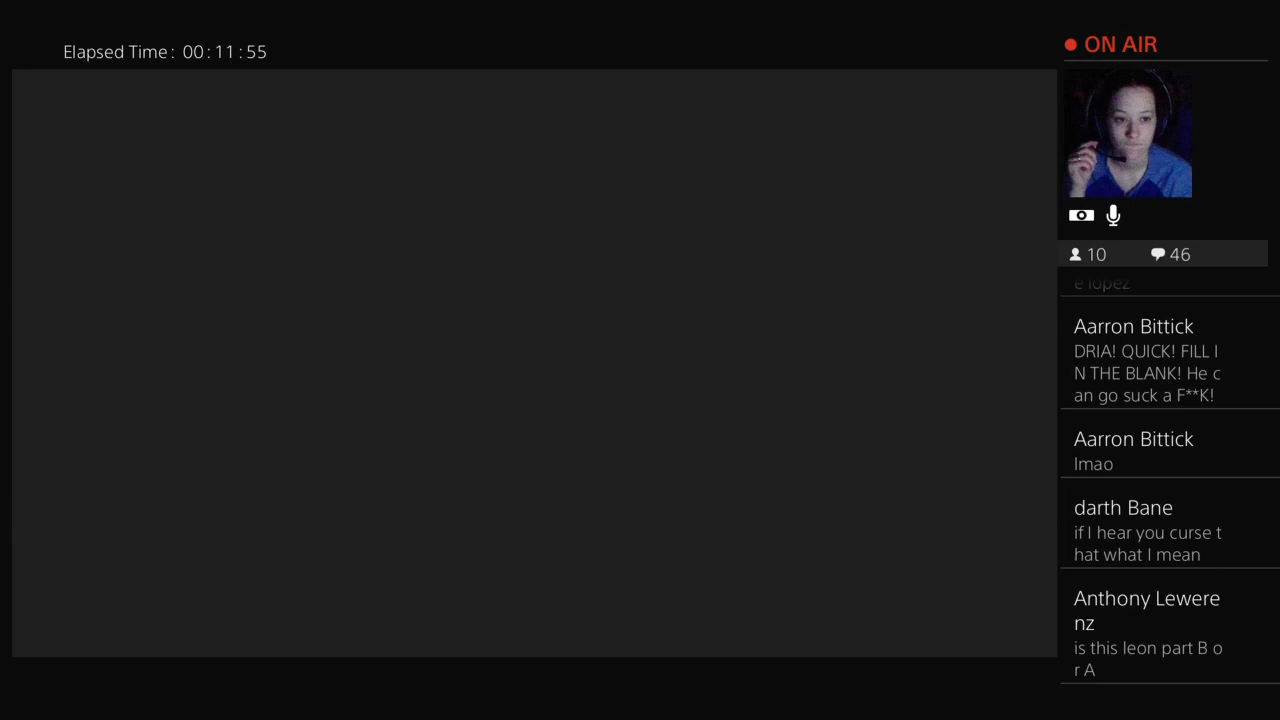 Elapsed Time: 00:11:55
ON AIR
10 46
e lopez
Aarron Bittick
DRIA! QUICK! FILL I
N THE BLANK! He c
an go suck a F**K!
Aarron Bittick
lmao
darth Bane
if I hear you curse t
hat what I mean
Anthony Lewere
nz
is this leon part B o
r A